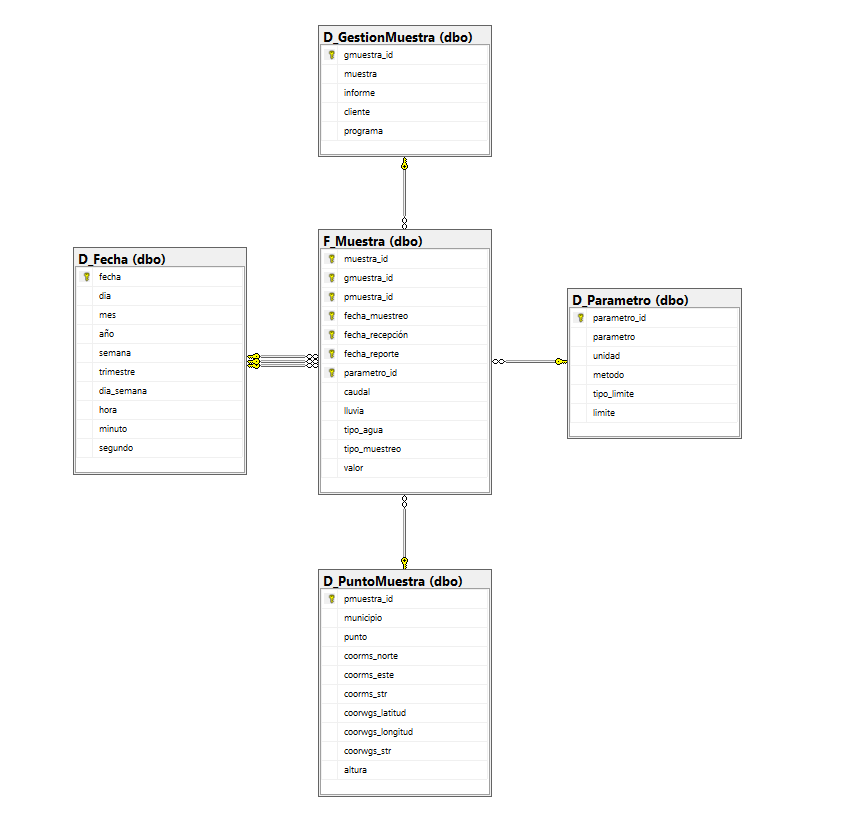 D_GestionMuestra (dbo)
gmuestra_id
muestra
informe
cliente
programa
F_Muestra (dbo)
muestra_id
gmuestra_id
pmuestra_id
fecha_muestreo
fecha_recepción
fecha_reporte
parametro_id
caudal
lluvia
tipo_agua
tipo_muestreo
valor
D_Fecha (dbo)
fecha
dia
mes
año
semana
trimestre
dia_semana
hora
minuto
segundo
D_Parametro (dbo)
parametro_id
parametro
unidad
metodo
tipo_limite
limite
D_PuntoMuestra (dbo)
pmuestra_id
municipio
punto
coorms_norte
coorms_este
coorms_str
coorwgs_latitud
coorwgs_longitud
coorwgs_str
altura